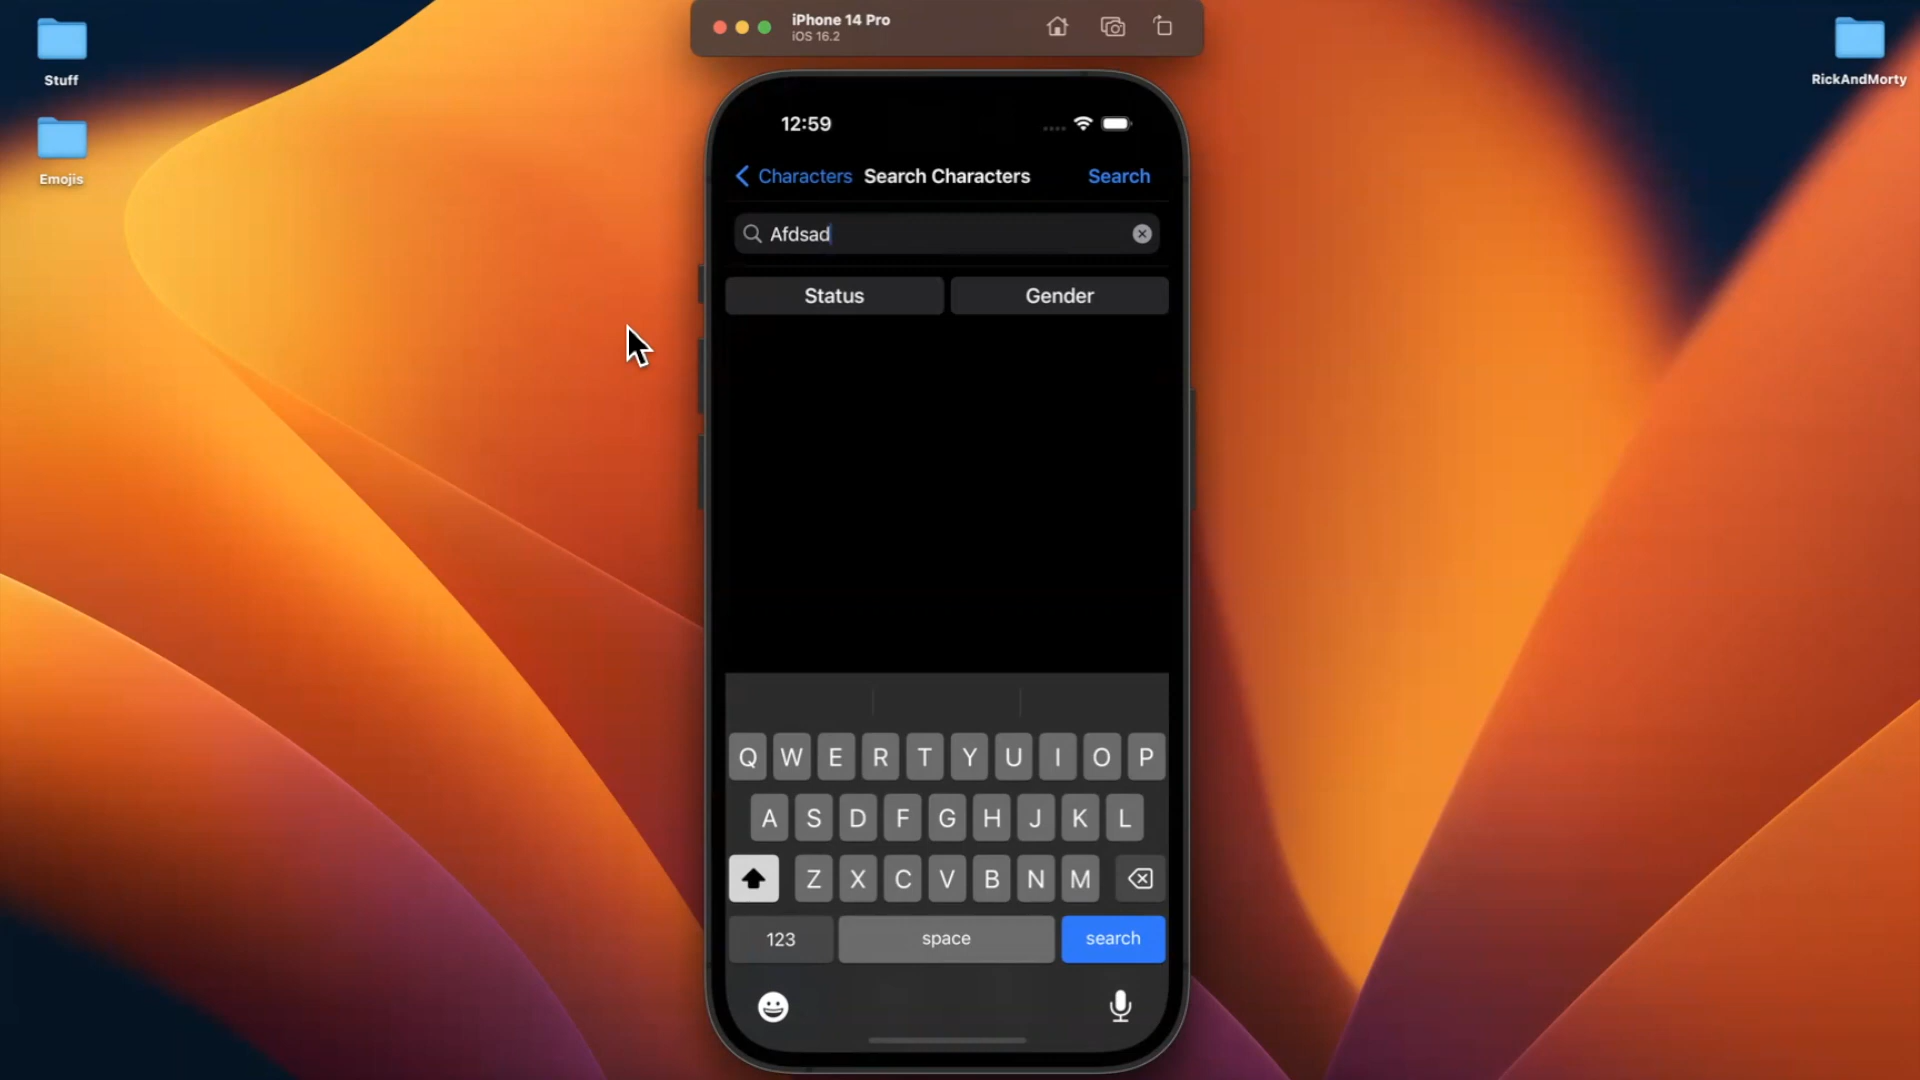 iPhone 14 Pro
iOS 16.2
Stuff
Emojis
RickAndMorty
12:59
Characters Search Characters Search
Afdsad
Status Gender
Q W E R T Y U I O P
A S D F G H J K L
Z X C V B N M
123 space search